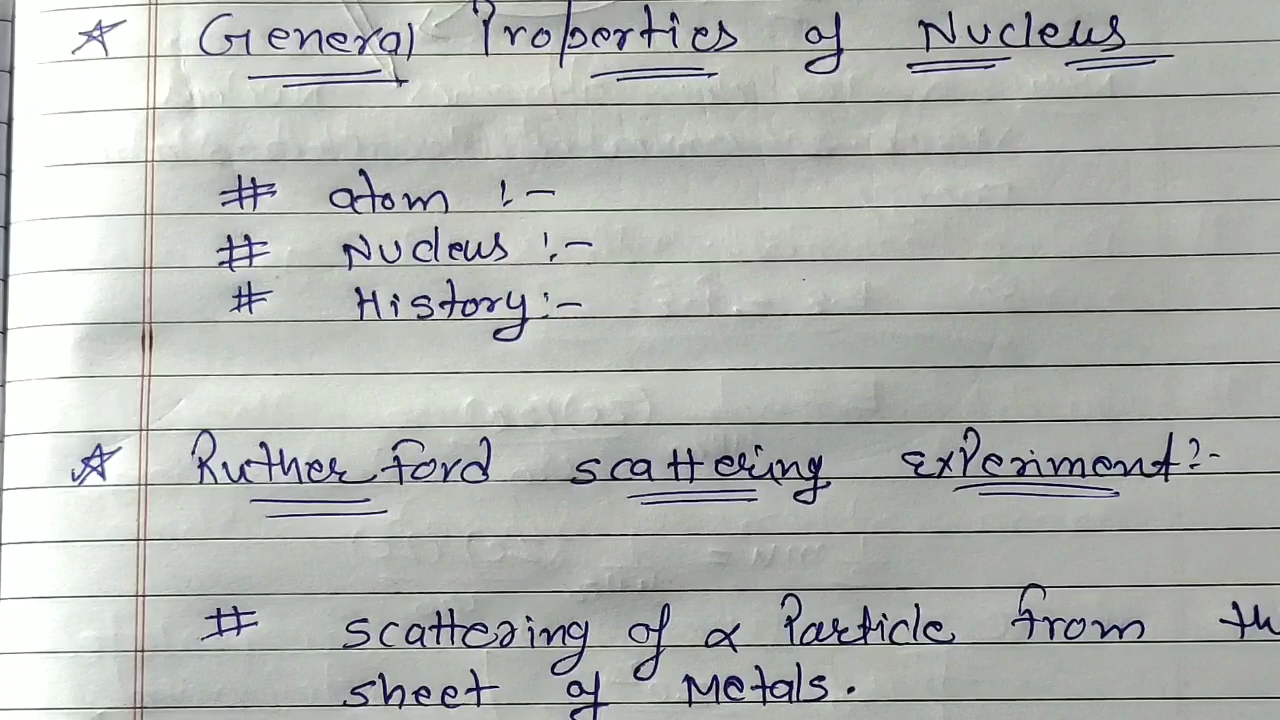 ☆ General Properties of Nucleus
# atom :-
# Nucleus :-
# History :-
☆ Rutherford scattering experiment :-
# scattering of α Particle from
sheet of Metals.